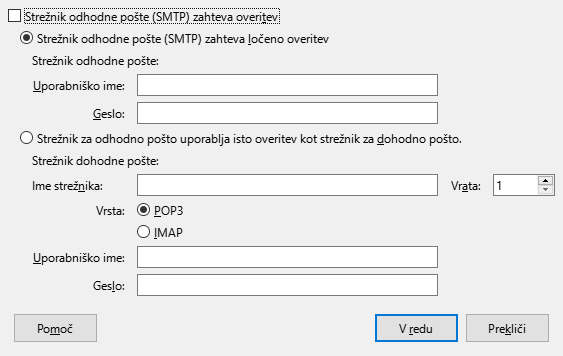 Strežnik odhodne pošte (SMTP) zahteva overitev
Strežnik odhodne pošte (SMTP) zahteva ločeno overitev
Strežnik odhodne pošte:
Uporabniško ime:
Geslo:
Strežnik za odhodno pošto uporablja isto overitev kot strežnik za dohodno pošto.
Strežnik dohodne pošte:
Ime strežnika: Vrata: 1
Vrsta: POP3
IMAP
Uporabniško ime:
Geslo:
Pomoč V redu Prekliči